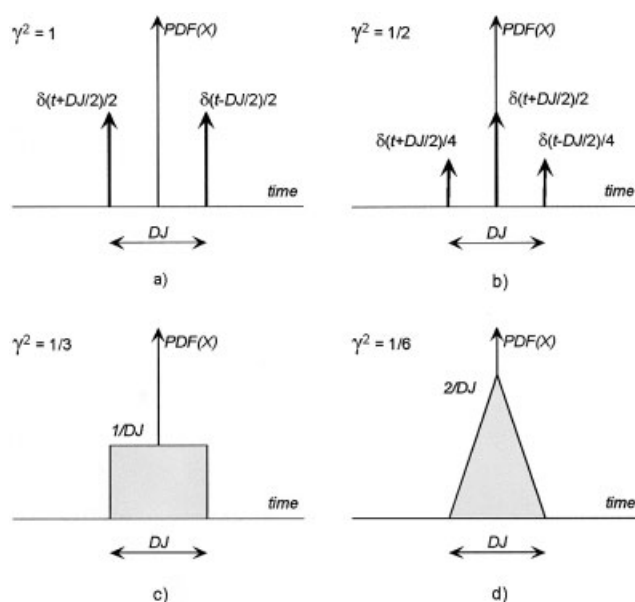 γ² = 1
PDF(X)
δ(t+DJ/2)/2
δ(t-DJ/2)/2
time
DJ
a)
γ² = 1/2
PDF(X)
δ(t+DJ/2)/2
δ(t+DJ/2)/4
δ(t-DJ/2)/4
time
DJ
b)
γ² = 1/3
PDF(X)
1/DJ
time
DJ
c)
γ² = 1/6
PDF(X)
2/DJ
time
DJ
d)